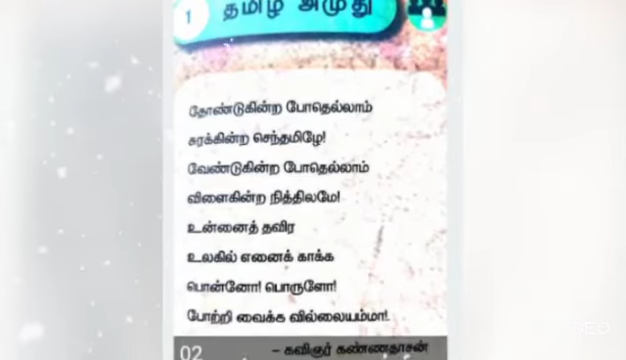 1 தமிழ் அமுது
தோண்டுகின்ற போதெல்லாம்
சுரக்கின்ற செந்தமிழே!
வேண்டுகின்ற போதெல்லாம்
விளைகின்ற நித்திலமே!
உன்னைத் தவிர
உலகில் எனைக் காக்க
பொன்னோ! பொருளோ!
போற்றி வைக்க வில்லையம்மா!.
02 – கவிஞர் கண்ணதாசன்